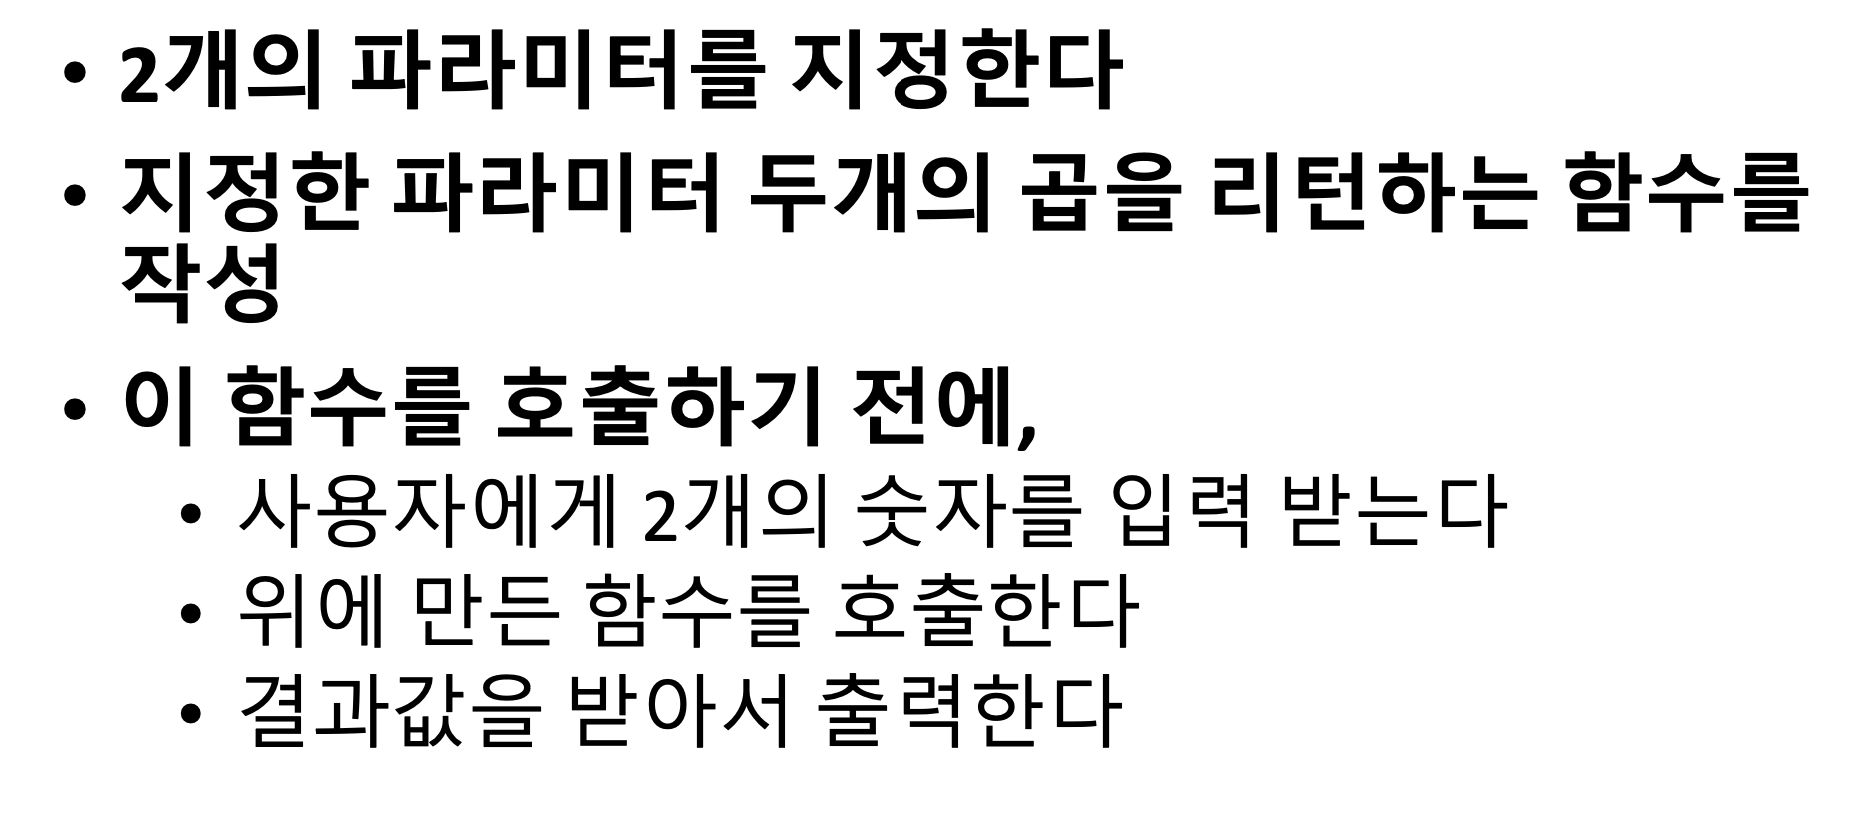 • 2개의 파라미터를 지정한다
• 지정한 파라미터 두개의 곱을 리턴하는 함수를
작성
• 이 함수를 호출하기 전에,
• 사용자에게 2개의 숫자를 입력 받는다
• 위에 만든 함수를 호출한다
• 결과값을 받아서 출력한다